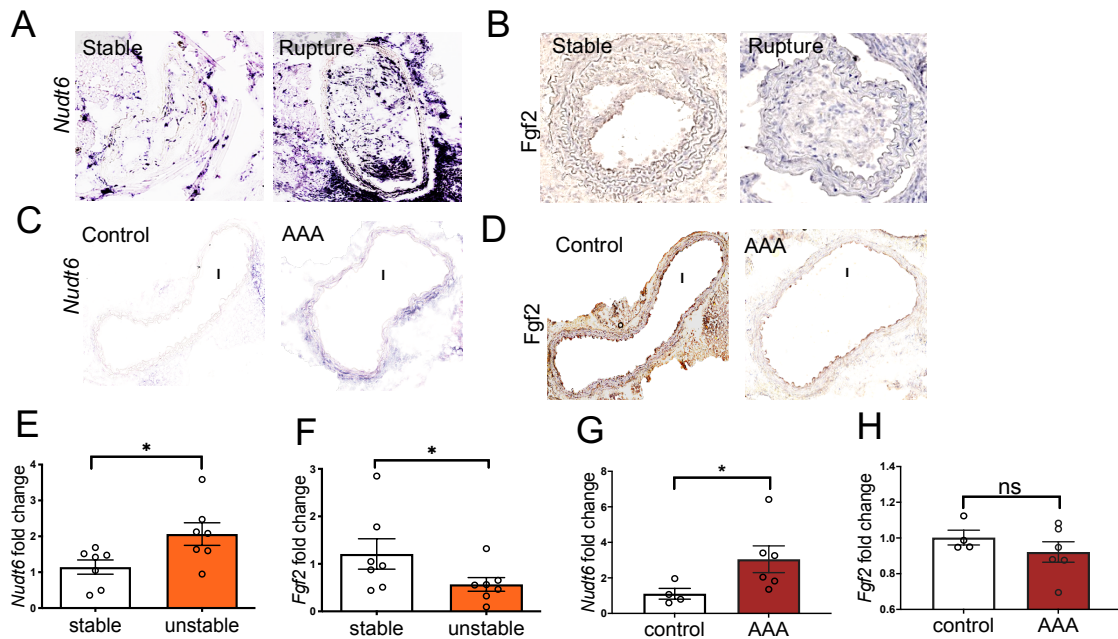 A
B
Stable
Rupture
Nudt6
Stable
Rupture
Fgf2
C
D
Control
AAA
Nudt6
l
l
Control
AAA
Fgf2
l
l
E
F
G
H
*
Nudt6 fold change
4
3
2
1
0
stable
unstable
*
Fgf2 fold change
3
2
1
0
stable
unstable
*
Nudt6 fold change
8
6
4
2
0
control
AAA
ns
Fgf2 fold change
1.4
1.2
1.0
0.8
0.6
control
AAA